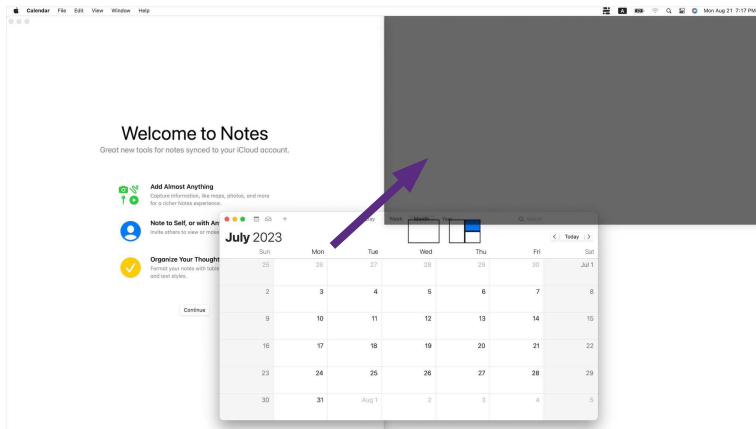 Calendar File Edit View Window Help
A
Mon Aug 21 7:17 PM
Welcome to Notes
Great new tools for notes synced to your iCloud account.
Add Almost Anything
Capture information, like maps, photos, and more
for a richer Notes experience.
Note to Self, or with An
Invite others to view or make
Organize Your Thought
Format your notes with table
and text styles.
Continue
Week Month Year Search
July 2023
Today
Sun Mon Tue Wed Thu Fri Sat
25 26 27 28 29 30 Jul 1
2 3 4 5 6 7 8
9 10 11 12 13 14 15
16 17 18 19 20 21 22
23 24 25 26 27 28 29
30 31 Aug 1 2 3 4 5